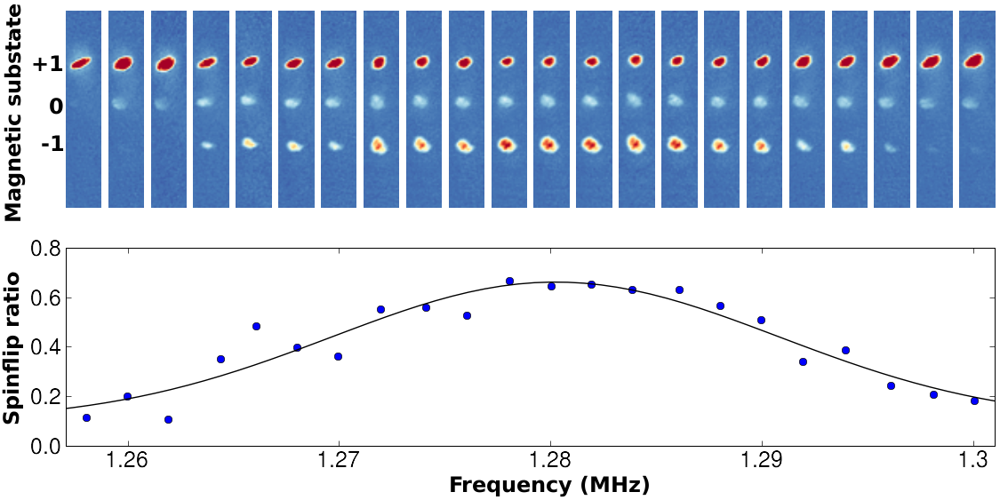 Magnetic substate
+1
0
-1
Spinflip ratio
0.8
0.6
0.4
0.2
0.0
1.26 1.27 1.28 1.29 1.3
Frequency (MHz)